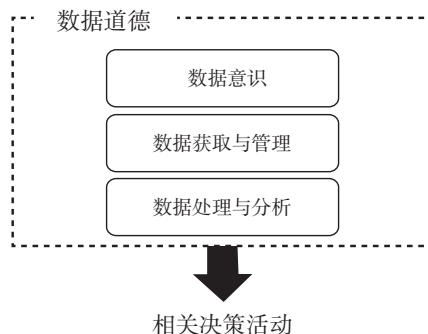 数据道德
数据意识
数据获取与管理
数据处理与分析
相关决策活动